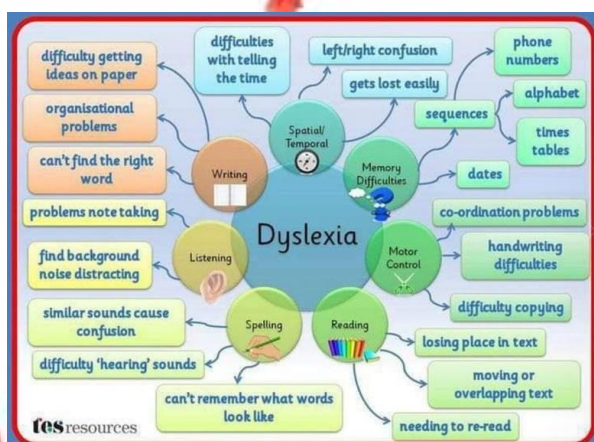 difficulty getting
ideas on paper
organisational
problems
can't find the right
word
Writing
difficulties
with telling
the time
left/right confusion
gets lost easily
Spatial/
Temporal
phone
numbers
sequences
alphabet
times
tables
dates
Memory
Difficulties
Dyslexia
problems note taking
find background
noise distracting
Listening
co-ordination problems
handwriting
difficulties
difficulty copying
Motor
Control
similar sounds cause
confusion
difficulty 'hearing' sounds
can't remember what words
look like
Spelling
Reading
losing place in text
moving or
overlapping text
needing to re-read
tes resources